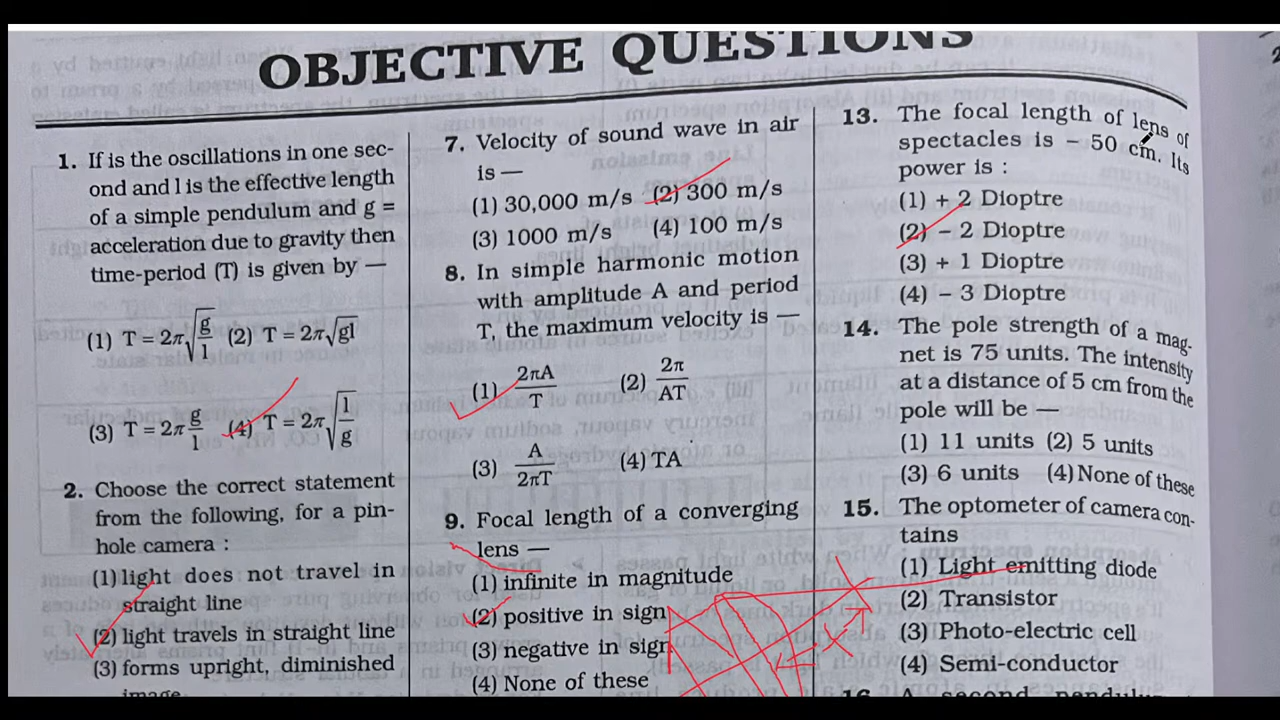 OBJECTIVE QUESTIONS
1. If is the oscillations in one sec-
ond and l is the effective length
of a simple pendulum and g =
acceleration due to gravity then
time-period (T) is given by —
(1) T = 2π√(g/l) (2) T = 2π√gl
(3) T = 2π g/l (4) T = 2π√(l/g)
2. Choose the correct statement
from the following, for a pin-
hole camera :
(1) light does not travel in
straight line
(2) light travels in straight line
(3) forms upright, diminished
image
7. Velocity of sound wave in air
is —
(1) 30,000 m/s (2) 300 m/s
(3) 1000 m/s (4) 100 m/s
8. In simple harmonic motion
with amplitude A and period
T, the maximum velocity is —
(1) 2πA/T (2) 2π/AT
(3) A/2πT (4) TA
9. Focal length of a converging
lens —
(1) infinite in magnitude
(2) positive in sign
(3) negative in sign
(4) None of these
13. The focal length of lens of
spectacles is – 50 cm. Its
power is :
(1) + 2 Dioptre
(2) – 2 Dioptre
(3) + 1 Dioptre
(4) – 3 Dioptre
14. The pole strength of a mag-
net is 75 units. The intensity
at a distance of 5 cm from the
pole will be —
(1) 11 units (2) 5 units
(3) 6 units (4) None of these
15. The optometer of camera con-
tains
(1) Light emitting diode
(2) Transistor
(3) Photo-electric cell
(4) Semi-conductor
16. A second pendulum